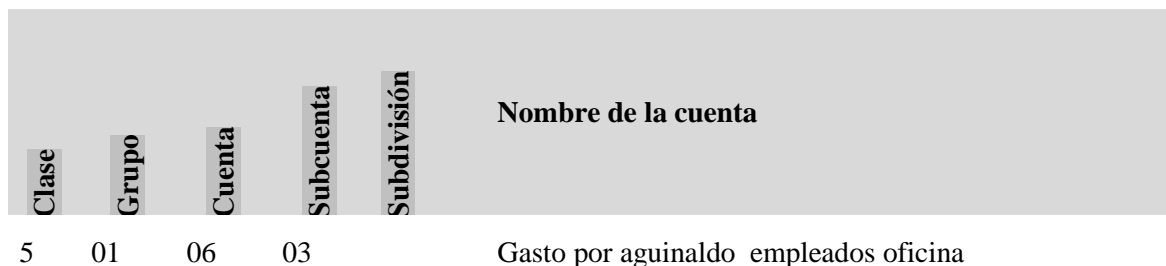 Clase Grupo Cuenta Subcuenta Subdivisión Nombre de la cuenta
5 01 06 03 Gasto por aguinaldo empleados oficina